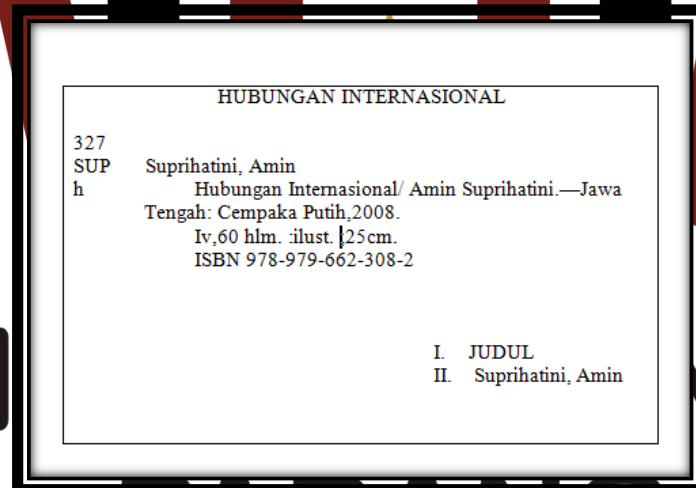 HUBUNGAN INTERNASIONAL
327
SUP Suprihatini, Amin
h Hubungan Internasional/ Amin Suprihatini.—Jawa
Tengah: Cempaka Putih,2008.
Iv,60 hlm. :ilust. ;25cm.
ISBN 978-979-662-308-2
I. JUDUL
II. Suprihatini, Amin